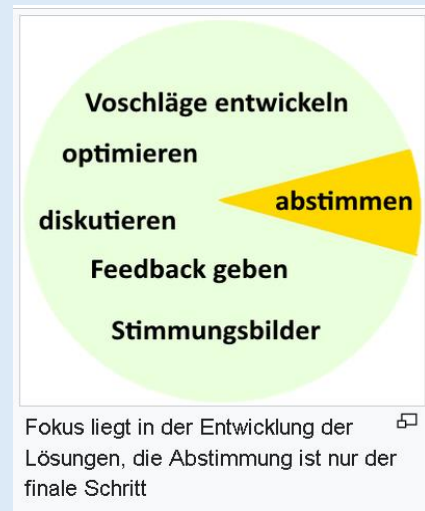 Voschläge entwickeln
optimieren
abstimmen
diskutieren
Feedback geben
Stimmungsbilder
Fokus liegt in der Entwicklung der
Lösungen, die Abstimmung ist nur der
finale Schritt